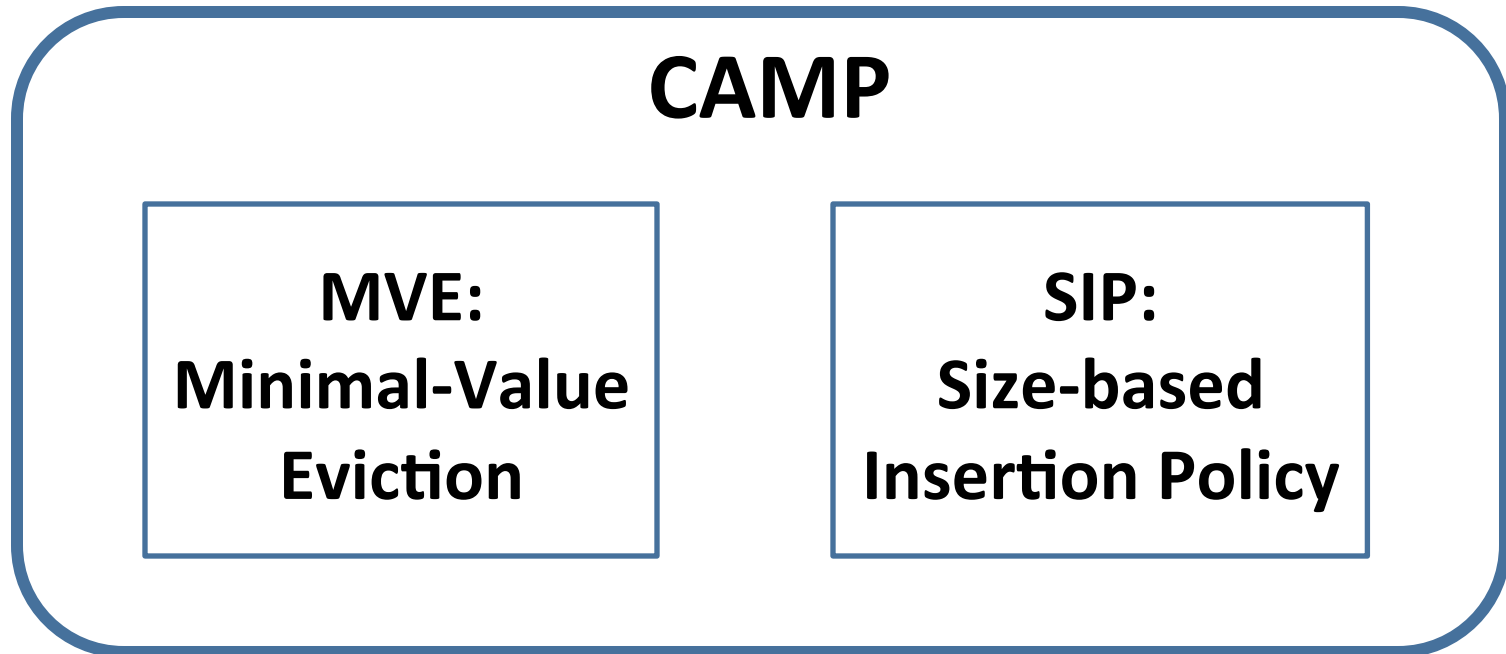 CAMP
MVE:
Minimal-Value
Eviction
SIP:
Size-based
Insertion Policy